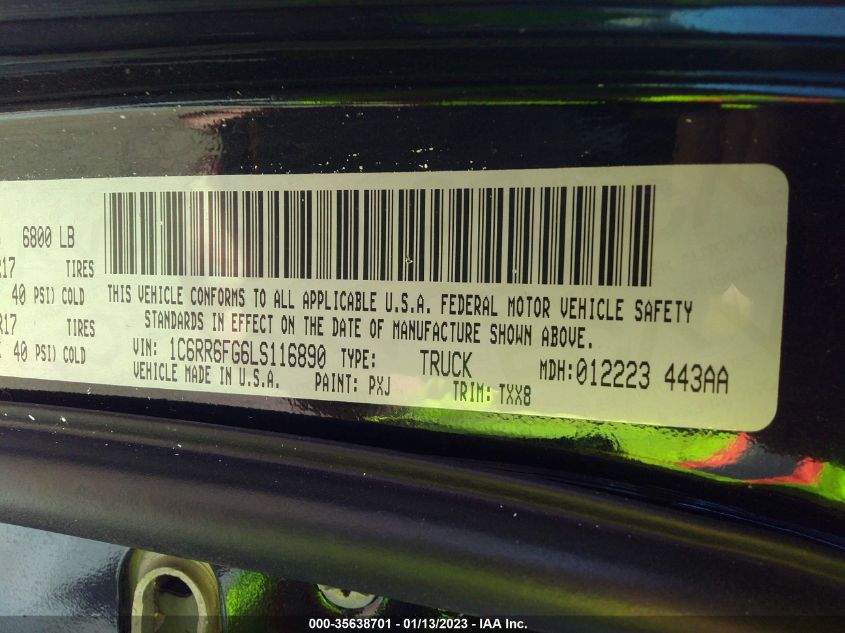 6800 LB
TIRES
40 PSI) COLD
THIS VEHICLE CONFORMS TO ALL APPLICABLE U.S.A. FEDERAL MOTOR VEHICLE SAFETY
STANDARDS IN EFFECT ON THE DATE OF MANUFACTURE SHOWN ABOVE.
R17 TIRES
40 PSI) COLD
VIN: 1C6RR6FG6LS116890 TYPE: TRUCK MDH:012223 443AA
VEHICLE MADE IN U.S.A. PAINT: PXJ TRIM: TXX8
000-35638701 - 01/13/2023 - IAA Inc.